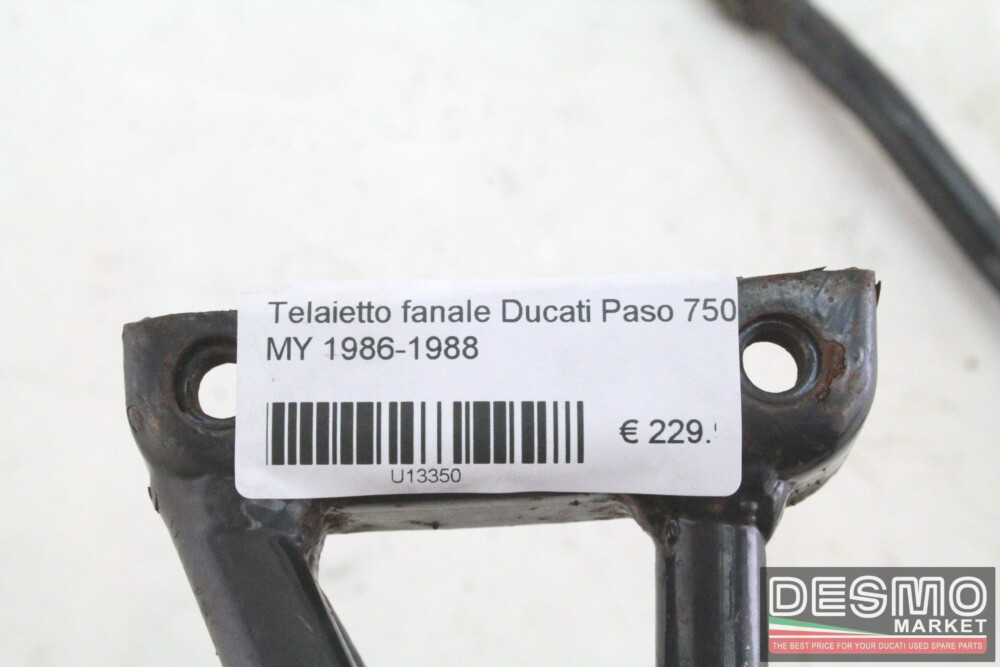 Telaietto fanale Ducati Paso 750
MY 1986-1988
€ 229.
U13350
DESMO
MARKET
THE BEST PRICE FOR YOUR DUCATI USED SPARE PARTS